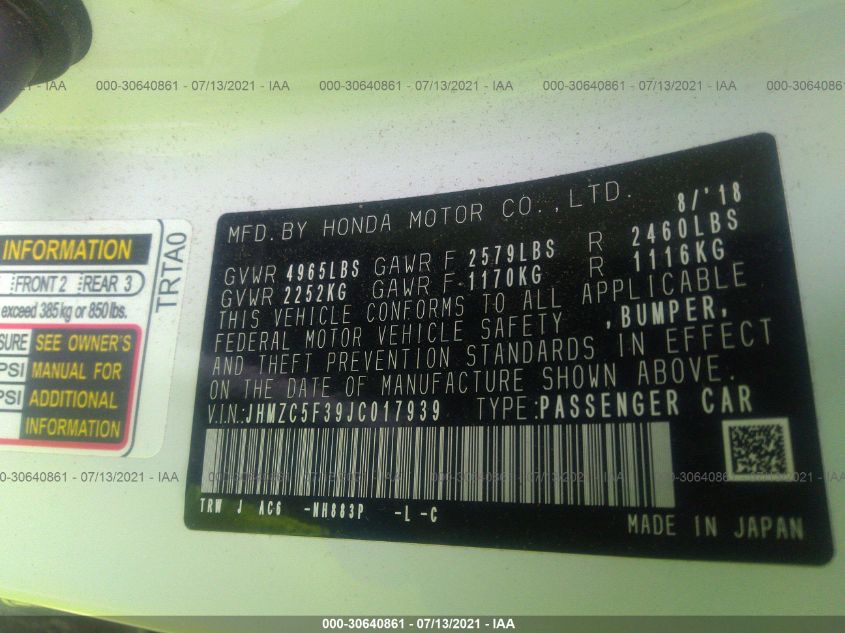 - IAA 000-30640861 - 07/13/2021 - IAA 000-30640861 - 07/13/2021 - IAA 000-30640861
MFD. BY HONDA MOTOR CO., LTD. 8/'18
GVWR 4965LBS GAWR F 2579LBS R 2460LBS
GVWR 2252KG GAWR F 1170KG R 1116KG
THIS VEHICLE CONFORMS TO ALL APPLICABLE
FEDERAL MOTOR VEHICLE SAFETY ,BUMPER,
AND THEFT PREVENTION STANDARDS IN EFFECT
ON THE DATE OF MANUFACTURE SHOWN ABOVE.
V.I.N.:JHMZC5F39JC017939 TYPE:PASSENGER CAR
TRW J AC6 -NH883P -L -C
MADE IN JAPAN
INFORMATION
FRONT 2 REAR 3
exceed 385 kg or 850 lbs.
SURE SEE OWNER'S
PSI MANUAL FOR
PSI ADDITIONAL
INFORMATION
TRTA0
000-30640861 - 07/13/2021 - IAA 000-30640861 - 07/13/2021 - IAA
000-30640861 - 07/13/2021 - IAA